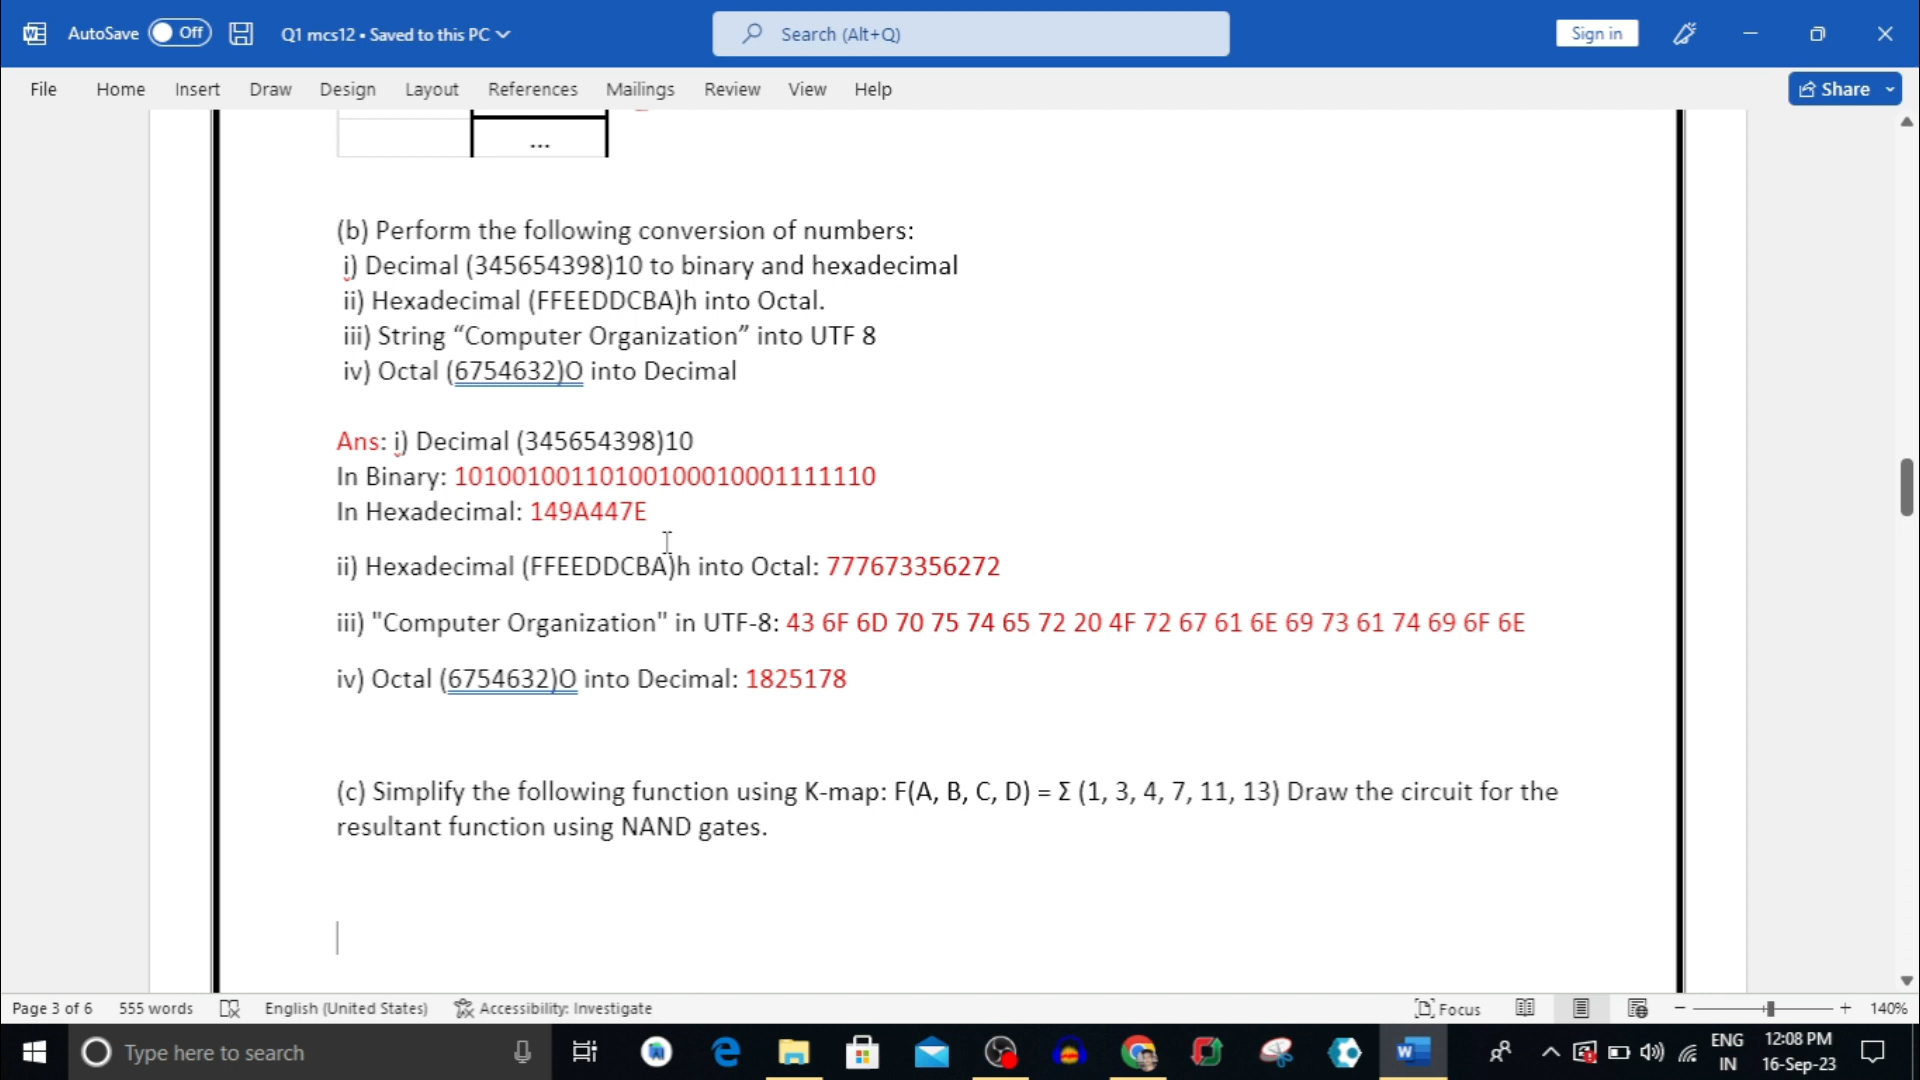 AutoSave Off Q1 mcs12 • Saved to this PC Search (Alt+Q) Sign in
File Home Insert Draw Design Layout References Mailings Review View Help Share
...
(b) Perform the following conversion of numbers:
i) Decimal (345654398)10 to binary and hexadecimal
ii) Hexadecimal (FFEEDDCBA)h into Octal.
iii) String “Computer Organization” into UTF 8
iv) Octal (6754632)O into Decimal
Ans: i) Decimal (345654398)10
In Binary: 10100100110100100010001111110
In Hexadecimal: 149A447E
ii) Hexadecimal (FFEEDDCBA)h into Octal: 777673356272
iii) "Computer Organization" in UTF-8: 43 6F 6D 70 75 74 65 72 20 4F 72 67 61 6E 69 73 61 74 69 6F 6E
iv) Octal (6754632)O into Decimal: 1825178
(c) Simplify the following function using K-map: F(A, B, C, D) = Σ (1, 3, 4, 7, 11, 13) Draw the circuit for the
resultant function using NAND gates.
Page 3 of 6 555 words English (United States) Accessibility: Investigate Focus 140%
Type here to search ENG 12:08 PM
IN 16-Sep-23